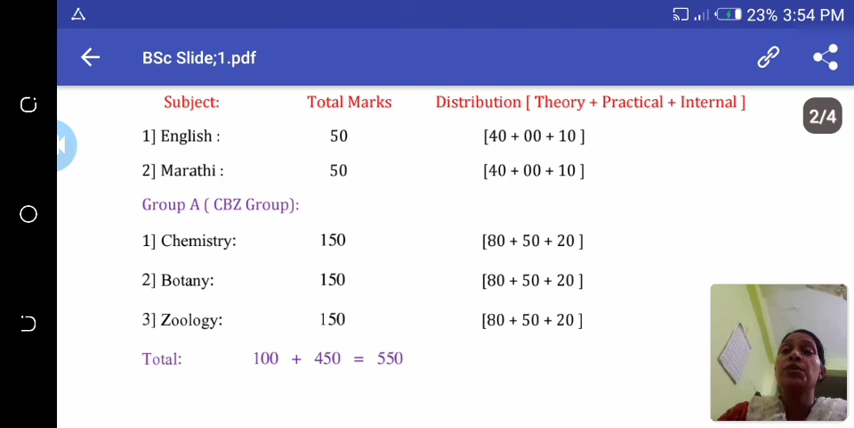 23% 3:54 PM
BSc Slide;1.pdf
Subject: Total Marks Distribution [ Theory + Practical + Internal ]
2/4
1] English : 50 [40 + 00 + 10 ]
2] Marathi : 50 [40 + 00 + 10 ]
Group A ( CBZ Group):
1] Chemistry: 150 [80 + 50 + 20 ]
2] Botany: 150 [80 + 50 + 20 ]
3] Zoology: 150 [80 + 50 + 20 ]
Total: 100 + 450 = 550